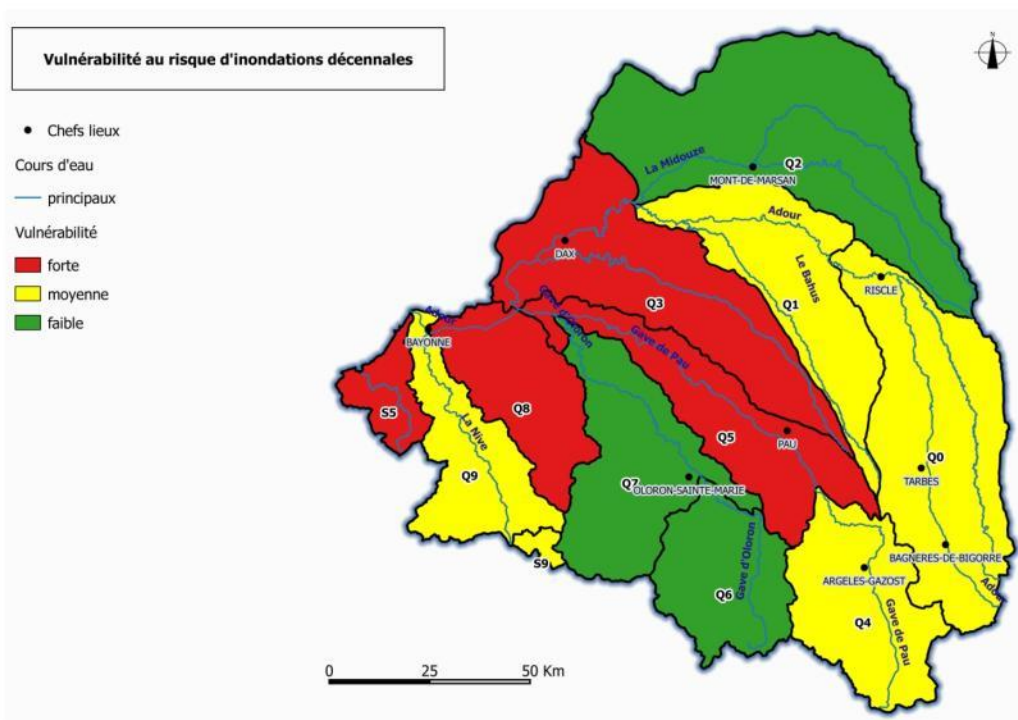 Vulnérabilité au risque d'inondations décennales
N
Chefs lieux
Cours d'eau
principaux
Vulnérabilité
forte
moyenne
faible
La Midouze
Q2
MONT-DE-MARSAN
Adour
DAX
Le Bahus
RISCLE
Q3
Q1
Gave d'Oloron
Adour
BAYONNE
Gave de Pau
S5
Q8
La Nive
Q5
PAU
Q9
Q7
OLORON-SAINTE-MARIE
Q0
TARBES
S9
Gave d'Oloron
BAGNERES-DE-BIGORRE
ARGELES-GAZOST
Adour
Q6
Q4
Gave de Pau
0 25 50 Km